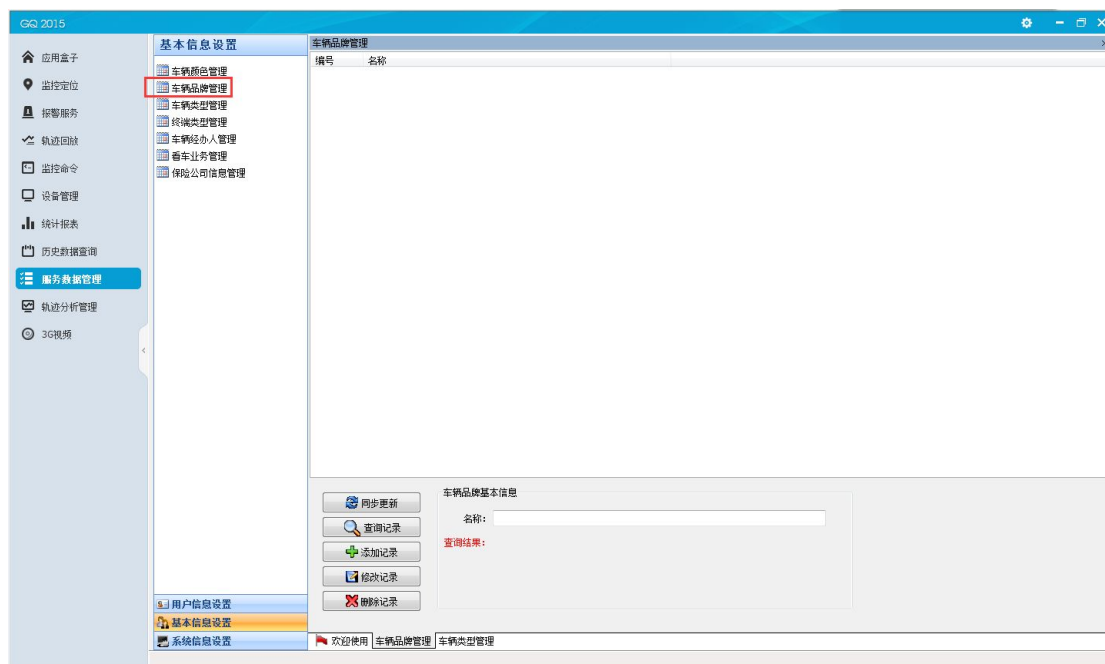 GQ 2015
应用盒子
监控定位
报警服务
轨迹回放
监控命令
设备管理
统计报表
历史数据查询
服务数据管理
轨迹分析管理
3G视频
基本信息设置
车辆颜色管理
车辆品牌管理
车辆类型管理
终端类型管理
车辆经办人管理
看车业务管理
保险公司信息管理
用户信息设置
基本信息设置
系统信息设置
车辆品牌管理
编号 名称
同步更新
查询记录
添加记录
修改记录
删除记录
车辆品牌基本信息
名称：
查询结果：
欢迎使用 车辆品牌管理 车辆类型管理